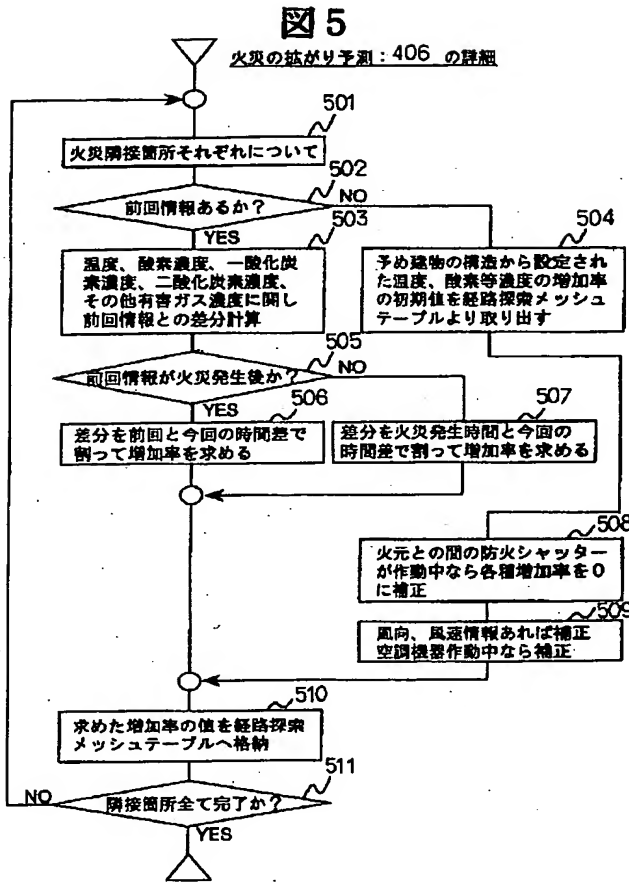 図5
火災の拡がり予測：406 の詳細
501
火災隣接箇所それぞれについて
502
前回情報あるか？
NO
YES
503
温度、酸素濃度、一酸化炭
素濃度、二酸化炭素濃度、
その他有害ガス濃度に関し
前回情報との差分計算
504
予め建物の構造から設定され
た温度、酸素等濃度の増加率
の初期値を経路探索メッシュ
テーブルより取り出す
505
前回情報が火災発生後か？
NO
YES
506
差分を前回と今回の時間差で
割って増加率を求める
507
差分を火災発生時間と今回の
時間差で割って増加率を求める
508
火元との間の防火シャッター
が作動中なら各種増加率を0
に補正
509
風向、風速情報あれば補正
空調機器作動中なら補正
510
求めた増加率の値を経路探索
メッシュテーブルへ格納
511
隣接箇所全て完了か？
NO
YES